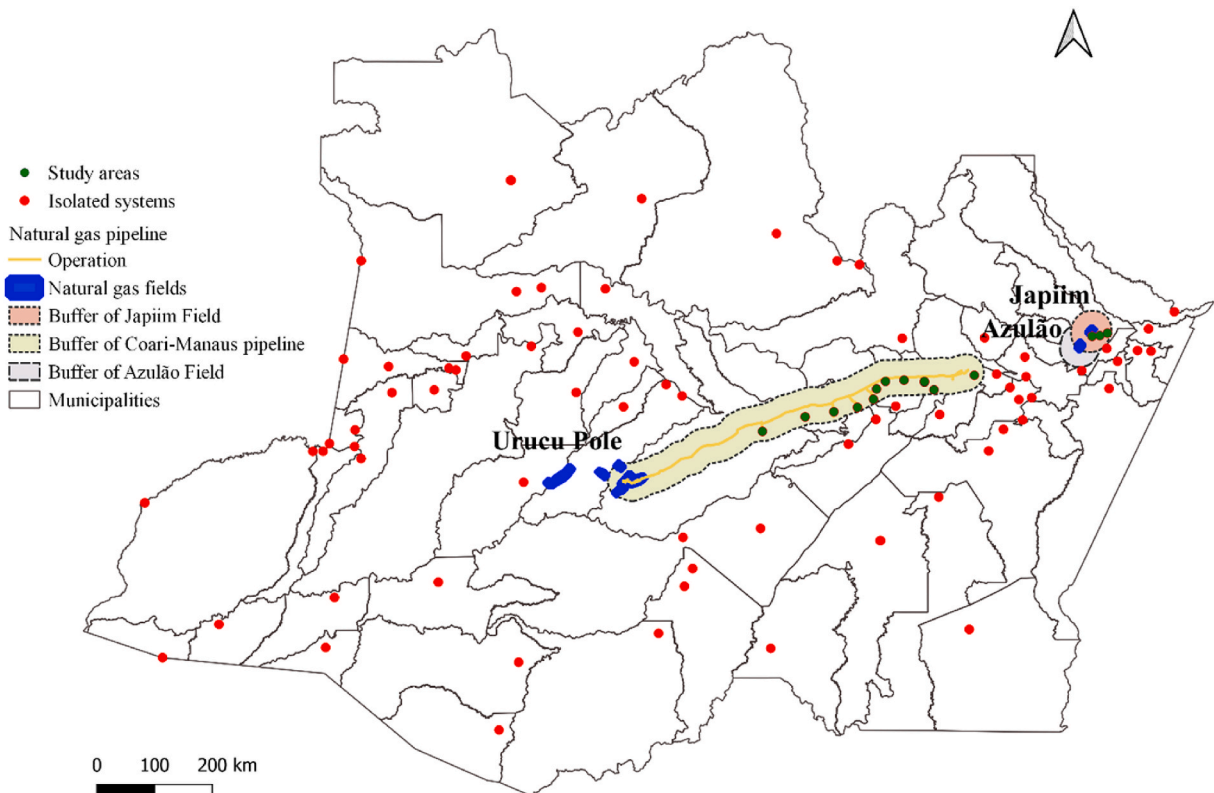 Study areas
Isolated systems
Natural gas pipeline
Operation
Natural gas fields
Buffer of Japiim Field
Buffer of Coari-Manaus pipeline
Buffer of Azulão Field
Municipalities
Japiim
Azulão
Urucu Pole
0 100 200 km